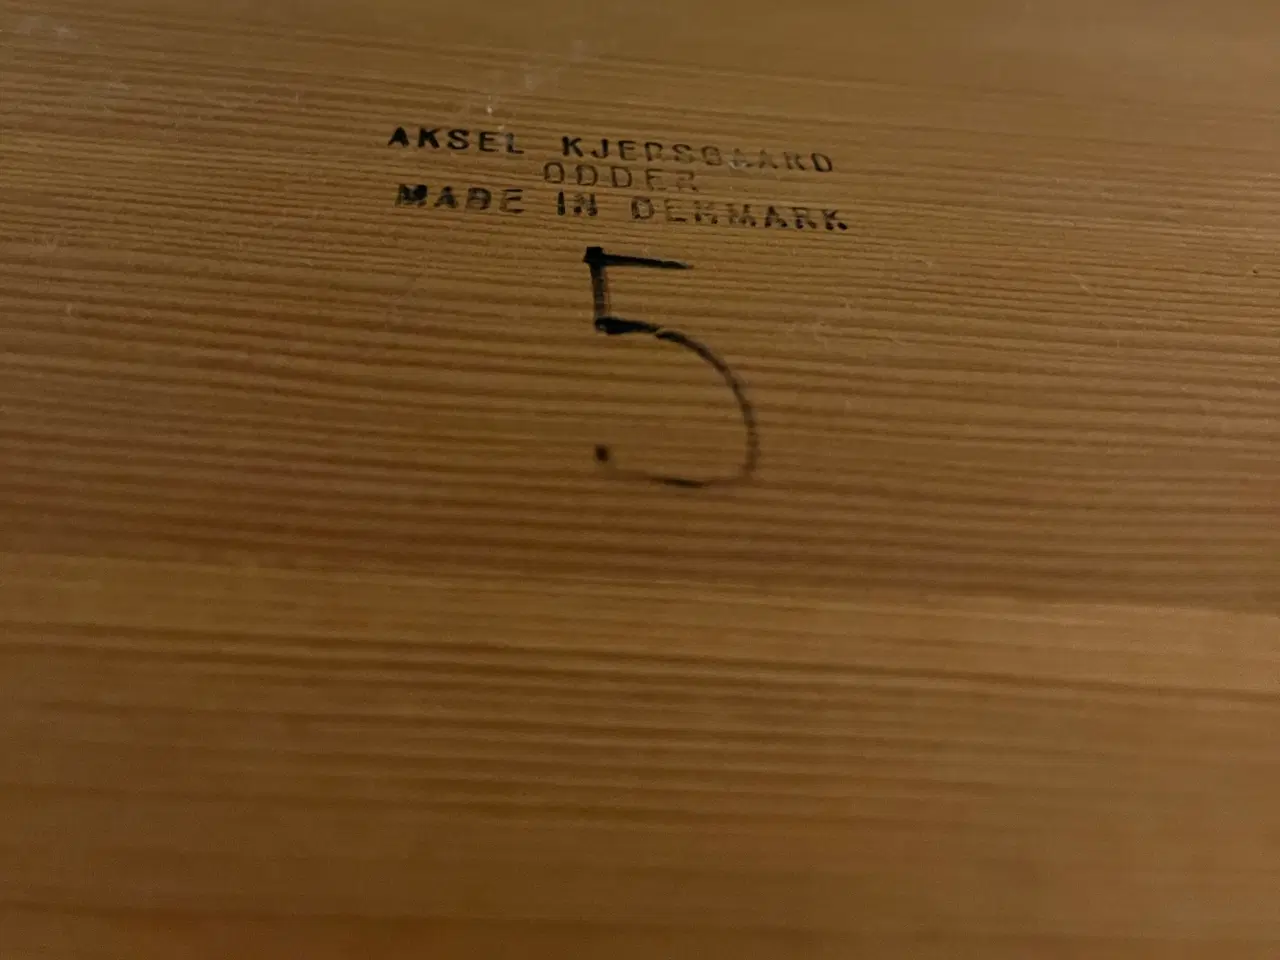 AKSEL KJERSGAARD
ODDER
MADE IN DENMARK
5